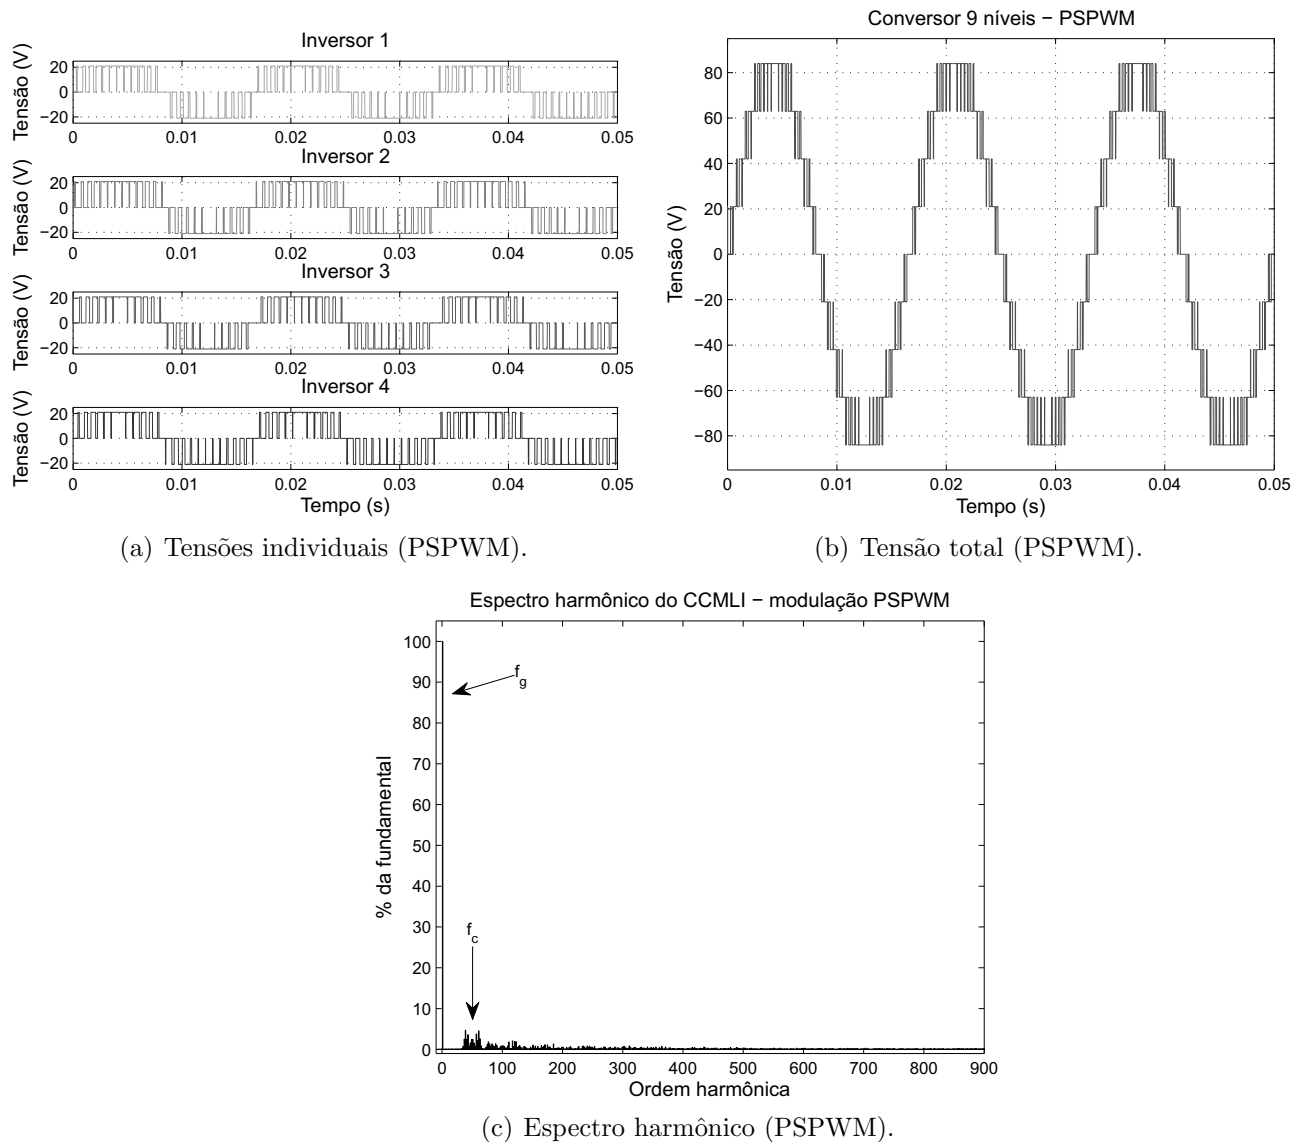 Inversor 1
Tensão (V)
20
0
−20
0 0.01 0.02 0.03 0.04 0.05
Inversor 2
Tensão (V)
20
0
−20
0 0.01 0.02 0.03 0.04 0.05
Inversor 3
Tensão (V)
20
0
−20
0 0.01 0.02 0.03 0.04 0.05
Inversor 4
Tensão (V)
20
0
−20
0 0.01 0.02 0.03 0.04 0.05
Tempo (s)
(a) Tensões individuais (PSPWM).
Conversor 9 níveis − PSPWM
Tensão (V)
80
60
40
20
0
−20
−40
−60
−80
0 0.01 0.02 0.03 0.04 0.05
Tempo (s)
(b) Tensão total (PSPWM).
Espectro harmônico do CCMLI − modulação PSPWM
% da fundamental
100
90
80
70
60
50
40
30
20
10
0
f_g
f_c
0 100 200 300 400 500 600 700 800 900
Ordem harmônica
(c) Espectro harmônico (PSPWM).